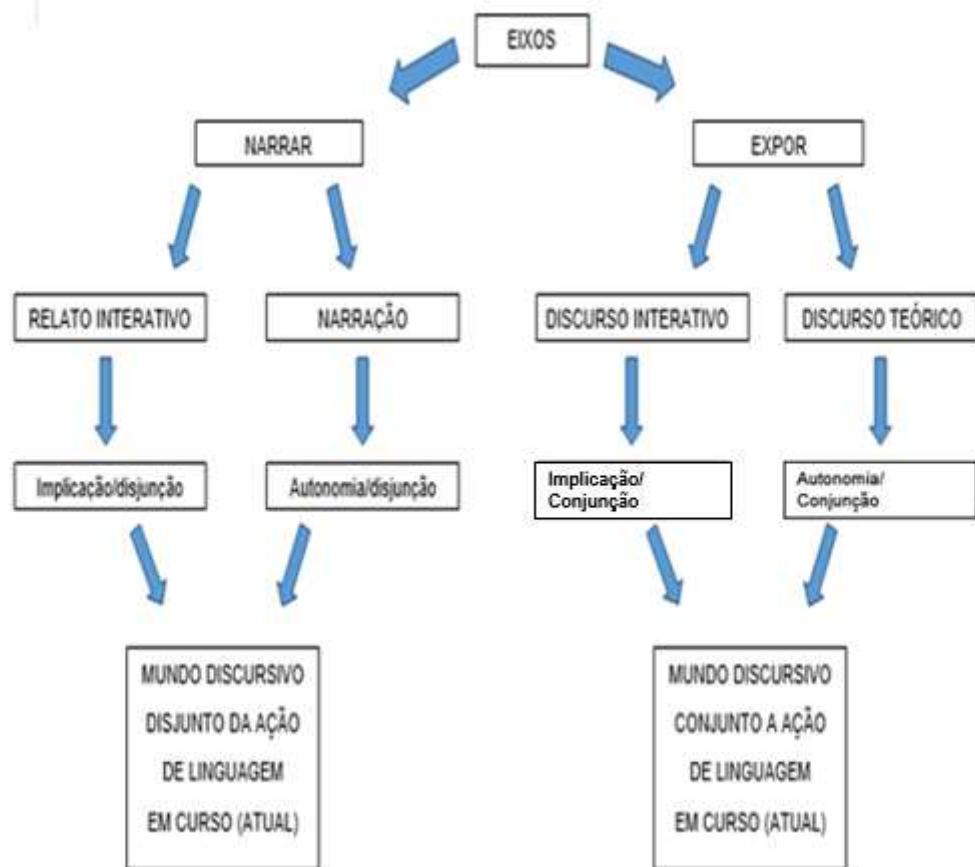 EIXOS
NARRAR
EXPOR
RELATO INTERATIVO
NARRAÇÃO
DISCURSO INTERATIVO
DISCURSO TEÓRICO
Implicação/disjunção
Autonomia/disjunção
Implicação/
Conjunção
Autonomia/
Conjunção
MUNDO DISCURSIVO
DISJUNTO DA AÇÃO
DE LINGUAGEM
EM CURSO (ATUAL)
MUNDO DISCURSIVO
CONJUNTO A AÇÃO
DE LINGUAGEM
EM CURSO (ATUAL)